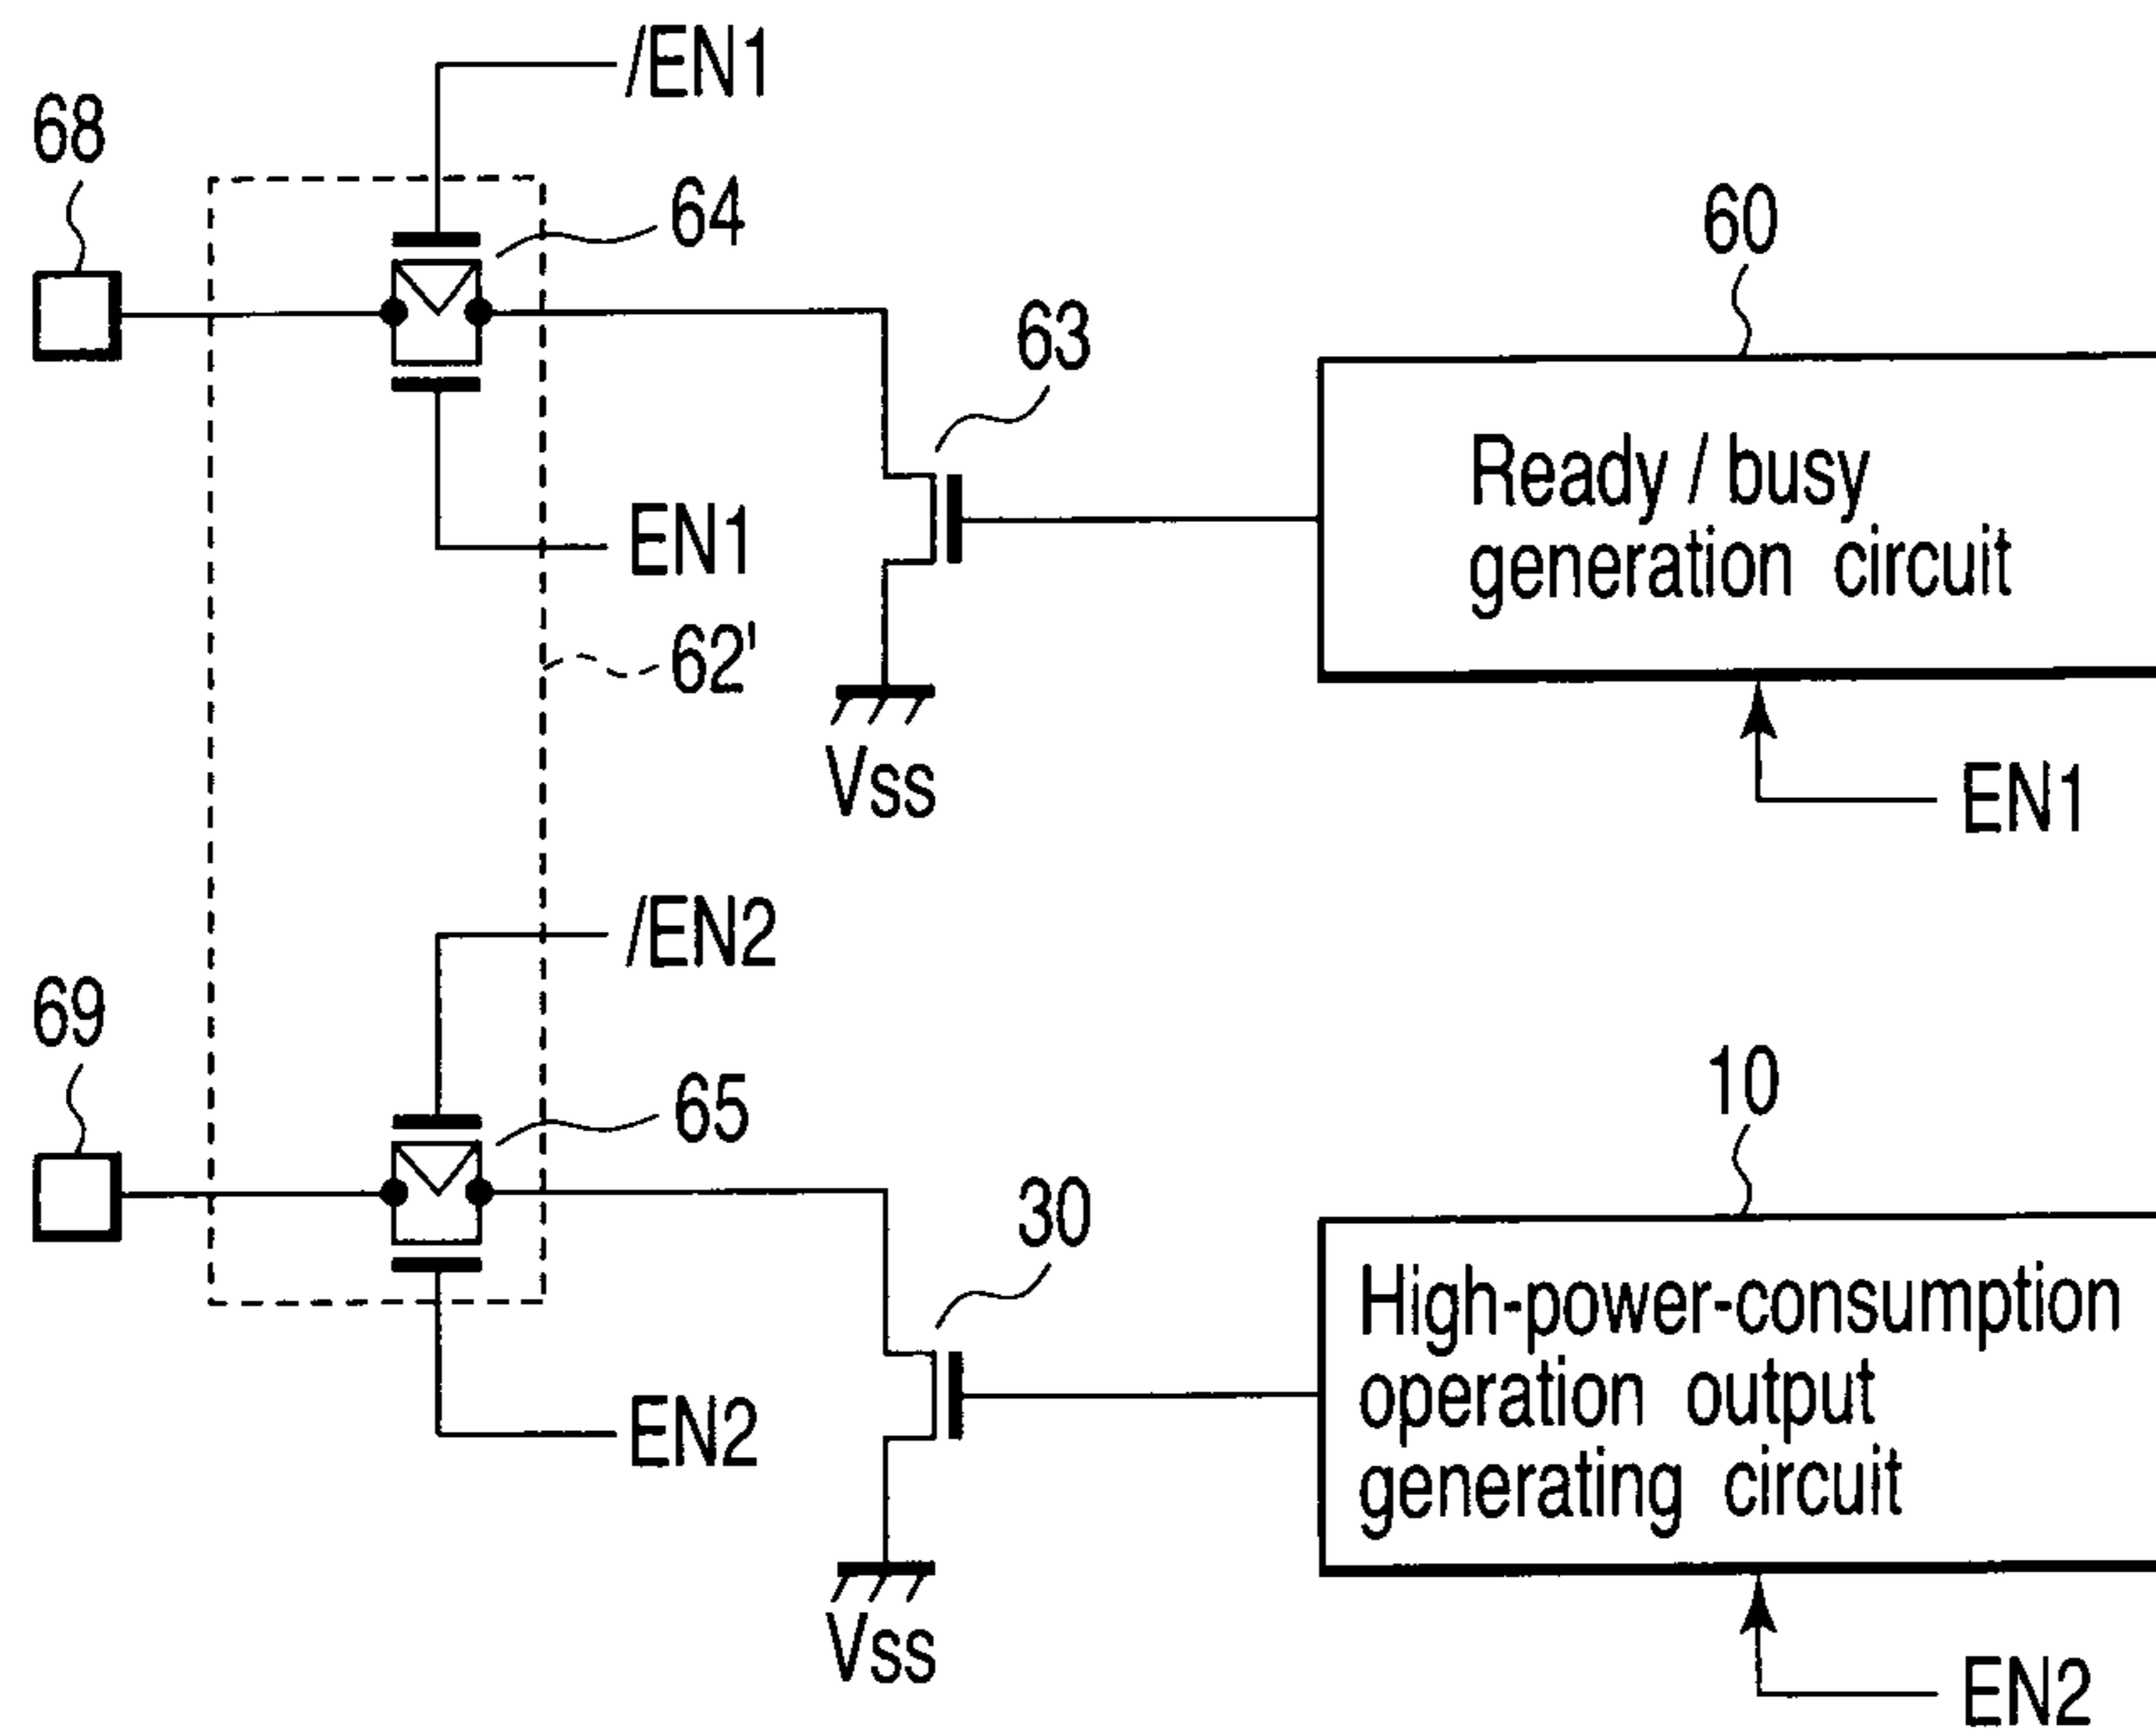 /EN1
68
64
60
63
Ready / busy
generation circuit
EN1
62'
Vss
EN1
/EN2
69
65
10
30
High-power-consumption
operation output
generating circuit
EN2
Vss
EN2